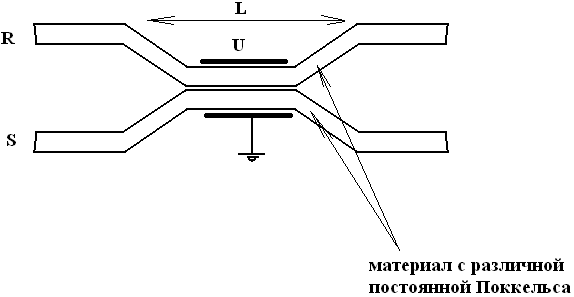 L
R
U
S
материал с различной
постоянной Поккельса